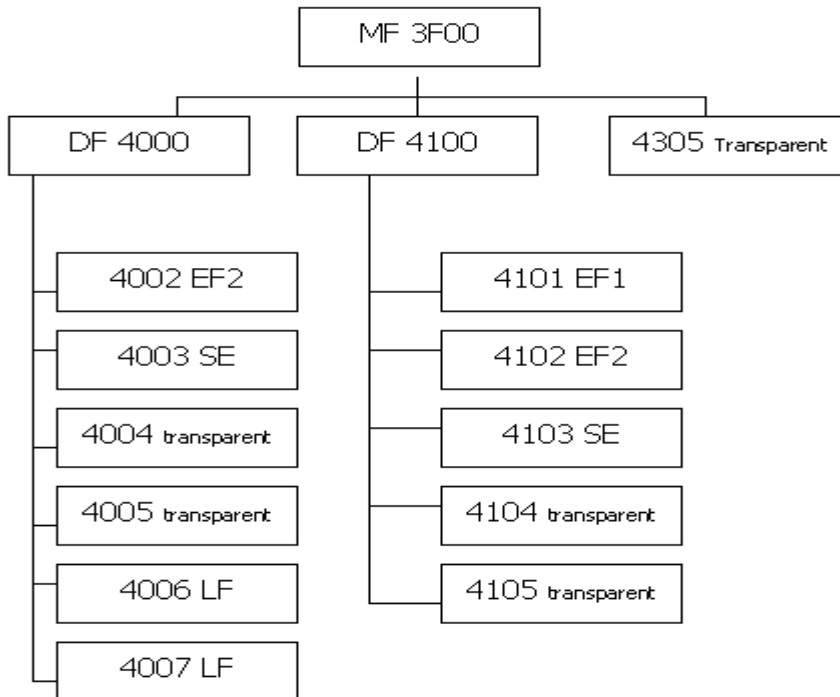 MF 3F00
DF 4000
DF 4100
4305 Transparent
4002 EF2
4003 SE
4004 transparent
4005 transparent
4006 LF
4007 LF
4101 EF1
4102 EF2
4103 SE
4104 transparent
4105 transparent